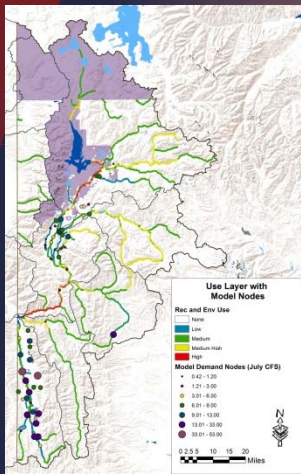 Use Layer with
Model Nodes
Legend
Rec and Env Use
None
Low
Medium
Medium High
High
Model Demand Nodes (July CFS)
0.42 - 1.20
1.21 - 3.00
3.01 - 6.00
6.01 - 9.00
9.01 - 13.00
13.01 - 33.00
33.01 - 53.00
N
0 2.5 5 10 15 20
Miles